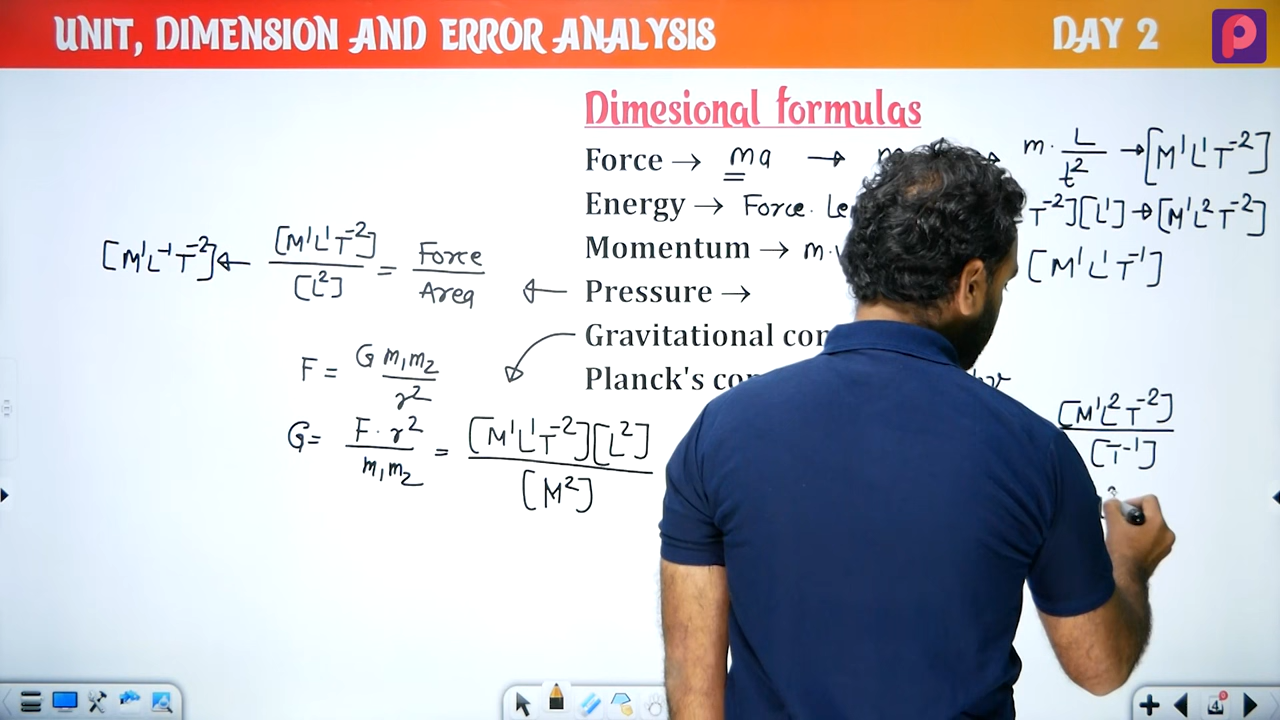 UNIT, DIMENSION AND ERROR ANALYSIS
DAY 2
Dimesional formulas
Force → ma → m · L/t² → [M¹L¹T⁻²]
Energy → Force. T⁻²][L¹] → [M¹L²T⁻²]
Momentum → m. [M¹L¹T⁻¹]
Pressure →
[M¹L⁻¹T⁻²] ← [M¹L¹T⁻²]/[L²] = Force/Area ←
Gravitational
Planck's
F = G m₁m₂/r²
G = F·r²/m₁m₂ = [M¹L¹T⁻²][L²]/[M²]
[M¹L²T⁻²]/[T⁻¹]
4